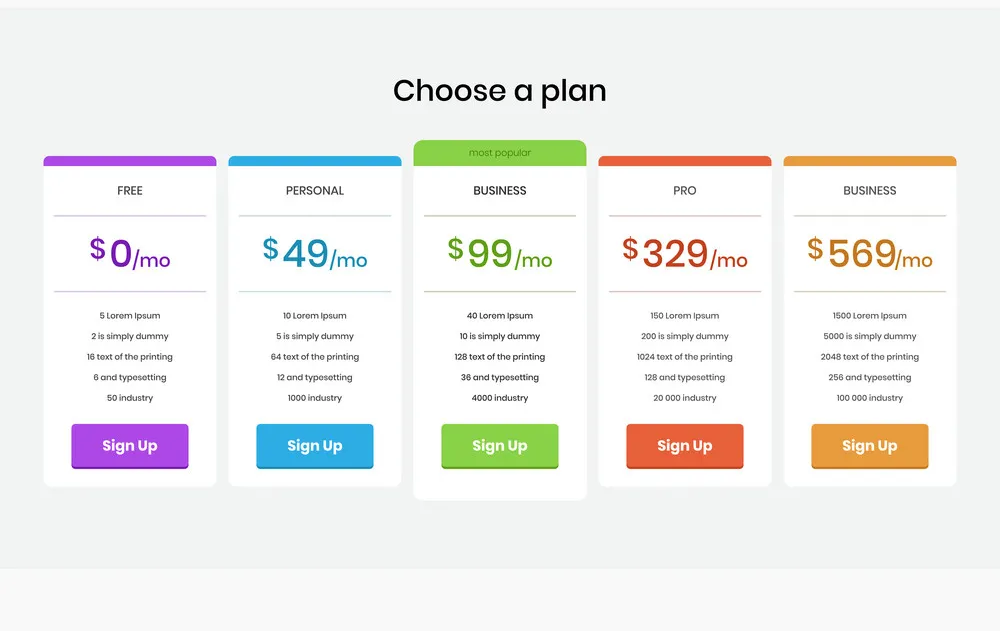 Choose a plan
FREE
$0/mo
5 Lorem Ipsum
2 is simply dummy
16 text of the printing
6 and typesetting
50 industry
Sign Up
PERSONAL
$49/mo
10 Lorem Ipsum
5 is simply dummy
64 text of the printing
12 and typesetting
1000 industry
Sign Up
most popular
BUSINESS
$99/mo
40 Lorem Ipsum
10 is simply dummy
128 text of the printing
36 and typesetting
4000 industry
Sign Up
PRO
$329/mo
150 Lorem Ipsum
200 is simply dummy
1024 text of the printing
128 and typesetting
20 000 industry
Sign Up
BUSINESS
$569/mo
1500 Lorem Ipsum
5000 is simply dummy
2048 text of the printing
256 and typesetting
100 000 industry
Sign Up